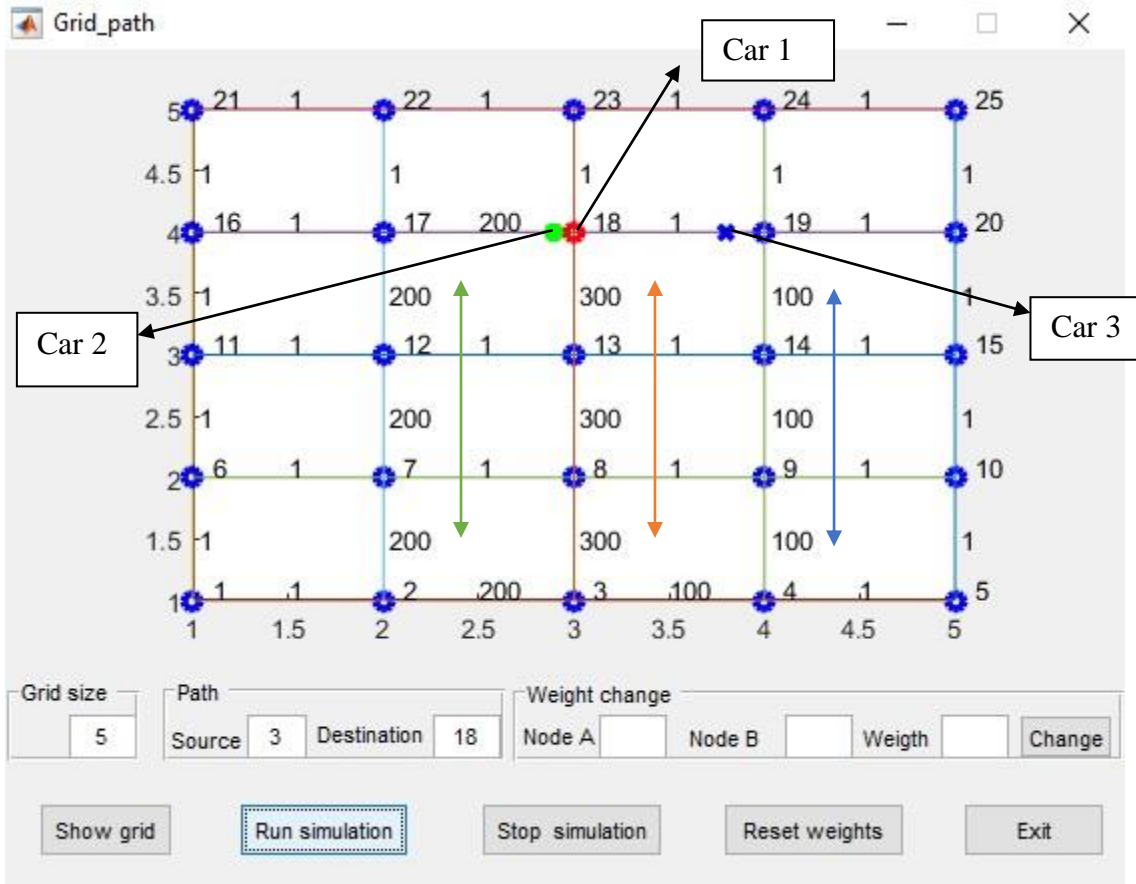 Grid_path
Car 1
5 21 1 22 1 23 1 24 1 25
4.5 1 1 1 1 1
4 16 1 17 200 18 1 19 1 20
3.5 1 200 300 100 1
Car 2
Car 3
3 11 1 12 1 13 1 14 1 15
2.5 1 200 300 100 1
2 6 1 7 1 8 1 9 1 10
1.5 1 200 300 100 1
1 1 1 2 200 3 100 4 1 5
1 1.5 2 2.5 3 3.5 4 4.5 5
Grid size Path Weight change
5 Source 3 Destination 18 Node A Node B Weigth Change
Show grid Run simulation Stop simulation Reset weights Exit